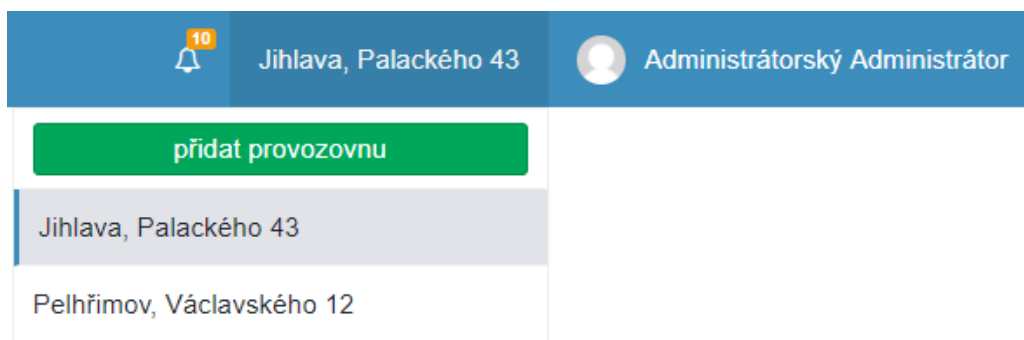 10
Jihlava, Palackého 43
Administrátorský Administrátor
přidat provozovnu
Jihlava, Palackého 43
Pelhřimov, Václavského 12